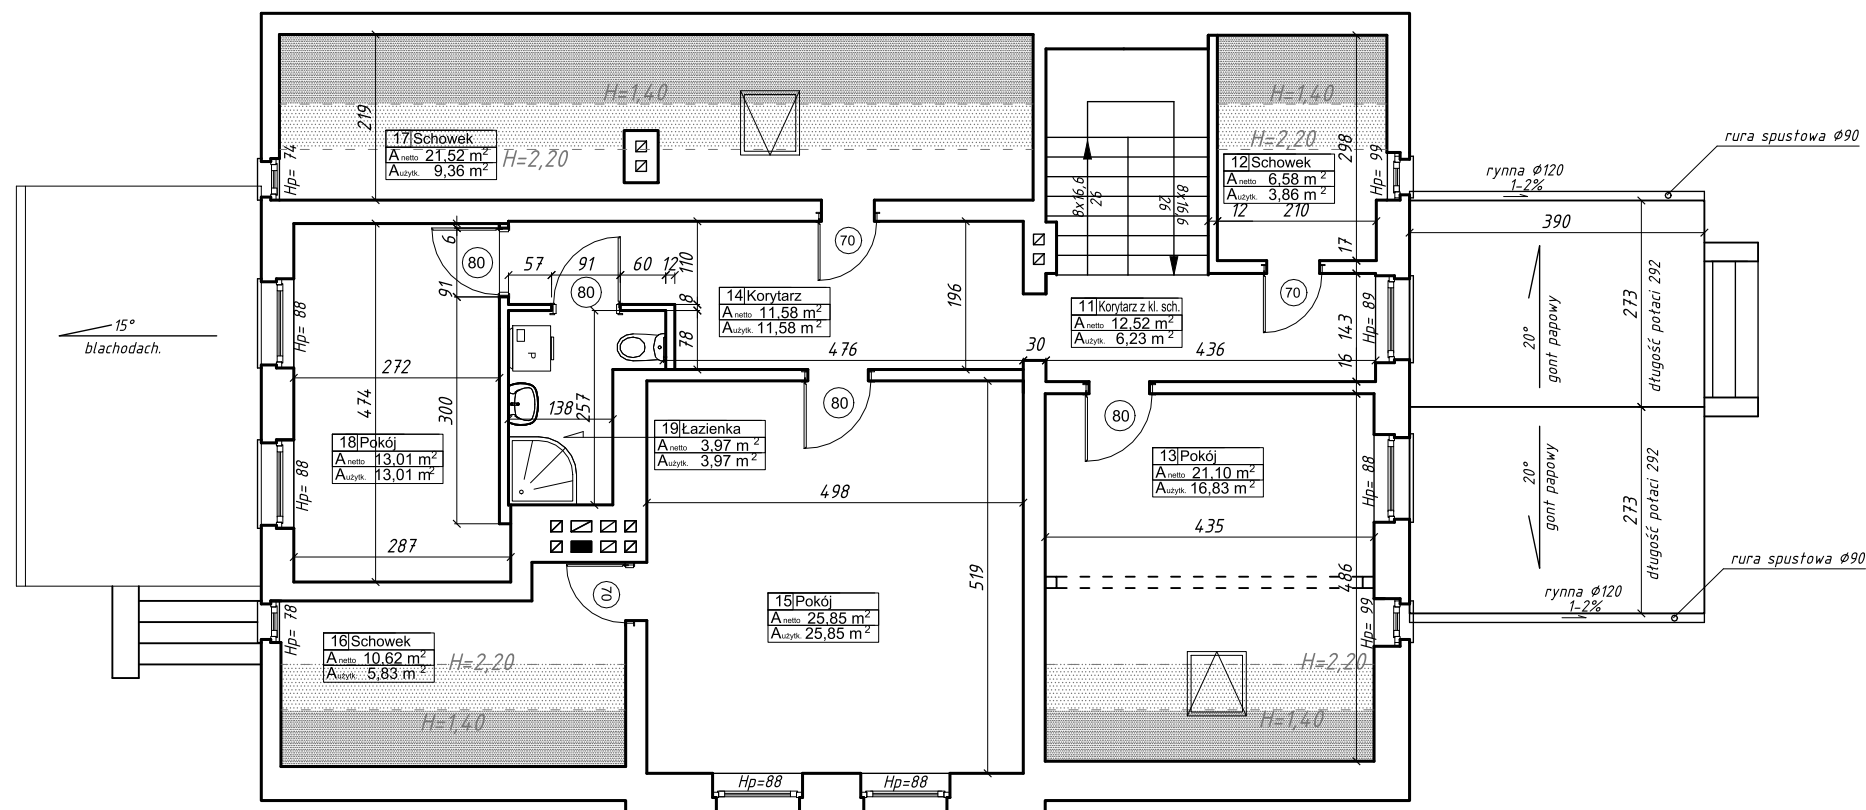 H=1,40
219
17 Schowek
A netto 21,52 m²
A użytk. 9,36 m²
H=2,20
Hp= 74
H=1,40
H=2,20
298
12 Schowek
A netto 6,58 m²
A użytk. 3,86 m²
Hp= 99
8x16,6
26
8x16,6
26
12
210
17
rura spustowa Ø90
rynna Ø120
1-2%
390
6
80
91
57
91
60
12
110
8
78
80
70
14 Korytarz
A netto 11,58 m²
A użytk. 11,58 m²
196
476
30
11 Korytarz z kl. sch.
A netto 12,52 m²
A użytk. 6,23 m²
70
436
16
143
Hp= 89
20°
gont papowy
273
długość połaci 292
15°
blachodach.
Hp= 88
272
474
300
P
138
257
80
80
18 Pokój
A netto 13,01 m²
A użytk. 13,01 m²
Hp= 88
19 Łazienka
A netto 3,97 m²
A użytk. 3,97 m²
13 Pokój
A netto 21,10 m²
A użytk. 16,83 m²
Hp= 88
20°
gont papowy
273
długość połaci 292
498
435
287
519
486
70
15 Pokój
A netto 25,85 m²
A użytk. 25,85 m²
rura spustowa Ø90
rynna Ø120
1-2%
Hp= 78
16 Schowek
A netto 10,62 m²
A użytk. 5,83 m²
H=2,20
H=1,40
Hp= 99
H=2,20
H=1,40
Hp=88
Hp=88